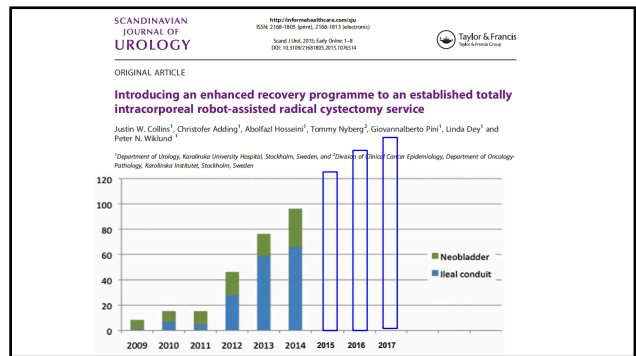 SCANDINAVIAN
JOURNAL OF
UROLOGY
http://informahealthcare.com/sju
ISSN: 2168-1805 (print), 2168-1813 (electronic)
Scand J Urol, 2015; Early Online: 1–8
DOI: 10.3109/21681805.2015.1076514
Taylor & Francis
Taylor & Francis Group
ORIGINAL ARTICLE
Introducing an enhanced recovery programme to an established totally
intracorporeal robot-assisted radical cystectomy service
Justin W. Collins1, Christofer Adding1, Abolfazl Hosseini1, Tommy Nyberg2, Giovannalberto Pini1, Linda Dey1 and
Peter N. Wiklund 1
1Department of Urology, Karolinska University Hospital, Stockholm, Sweden, and 2Division of Clinical Cancer Epidemiology, Department of Oncology-
Pathology, Karolinska Institutet, Stockholm, Sweden
120
100
80
60
40
20
0
Neobladder
Ileal conduit
2009 2010 2011 2012 2013 2014 2015 2016 2017